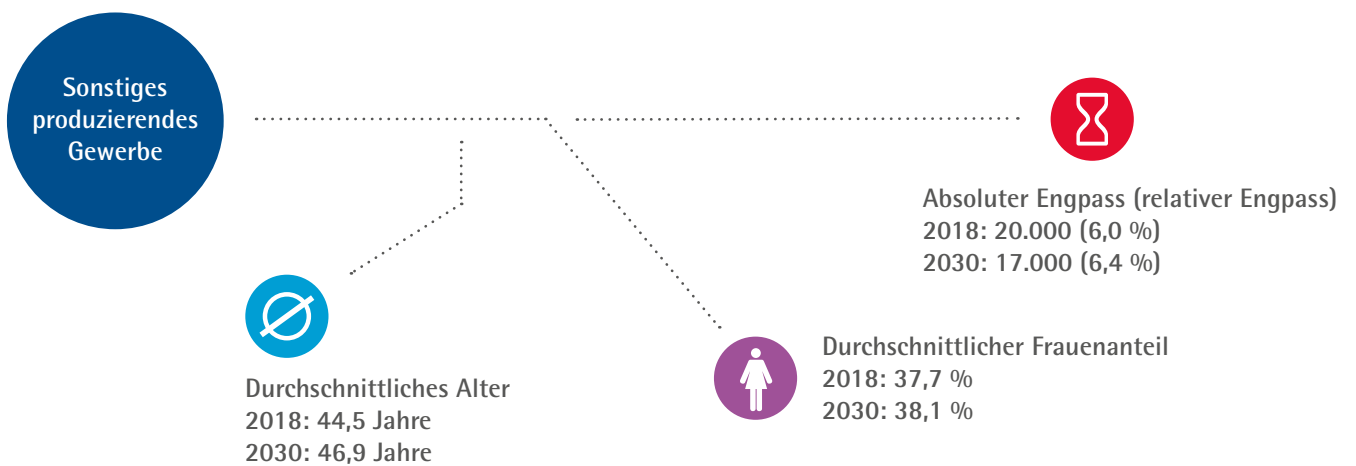 Sonstiges
produzierendes
Gewerbe
Absoluter Engpass (relativer Engpass)
2018: 20.000 (6,0 %)
2030: 17.000 (6,4 %)
Durchschnittlicher Frauenanteil
2018: 37,7 %
2030: 38,1 %
Durchschnittliches Alter
2018: 44,5 Jahre
2030: 46,9 Jahre